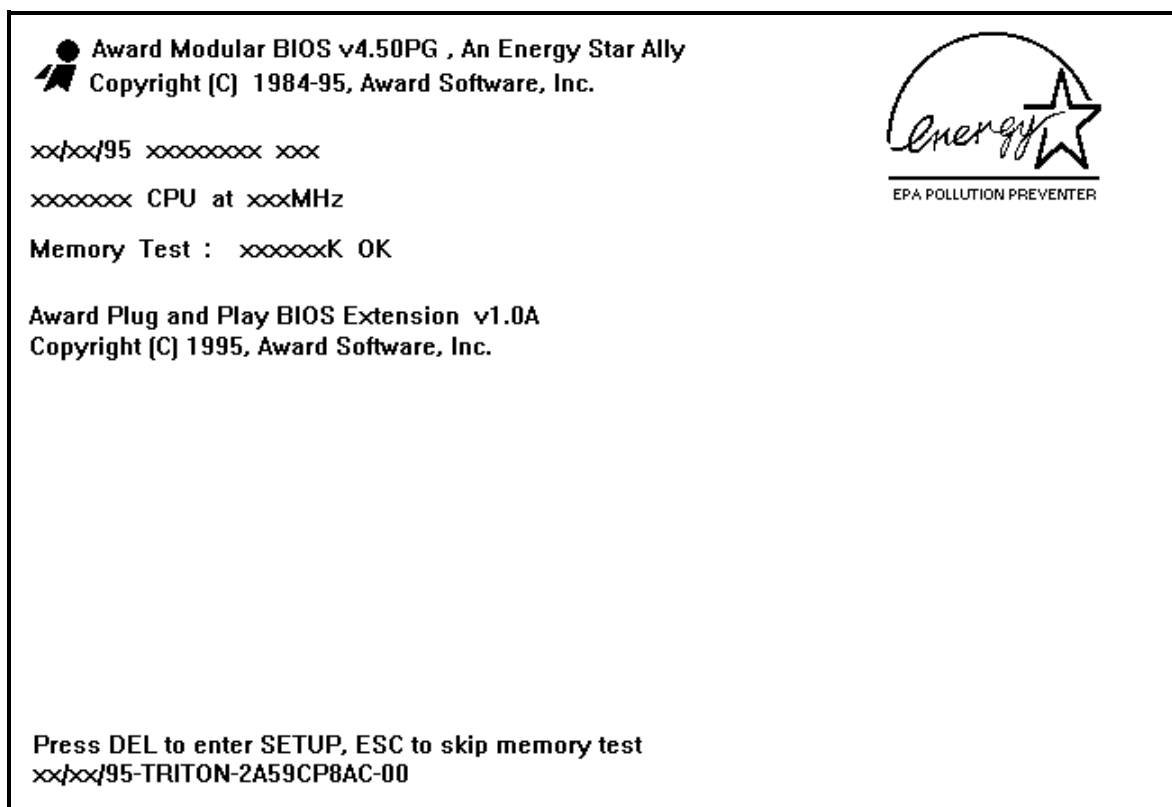 Award Modular BIOS v4.50PG , An Energy Star Ally
Copyright (C) 1984-95, Award Software, Inc.
energy
EPA POLLUTION PREVENTER
xx/xx/95 xxxxxxxx xxx
xxxxxxx CPU at xxxMHz
Memory Test : xxxxxxK OK
Award Plug and Play BIOS Extension v1.0A
Copyright (C) 1995, Award Software, Inc.
Press DEL to enter SETUP, ESC to skip memory test
xx/xx/95-TRITON-2A59CP8AC-00